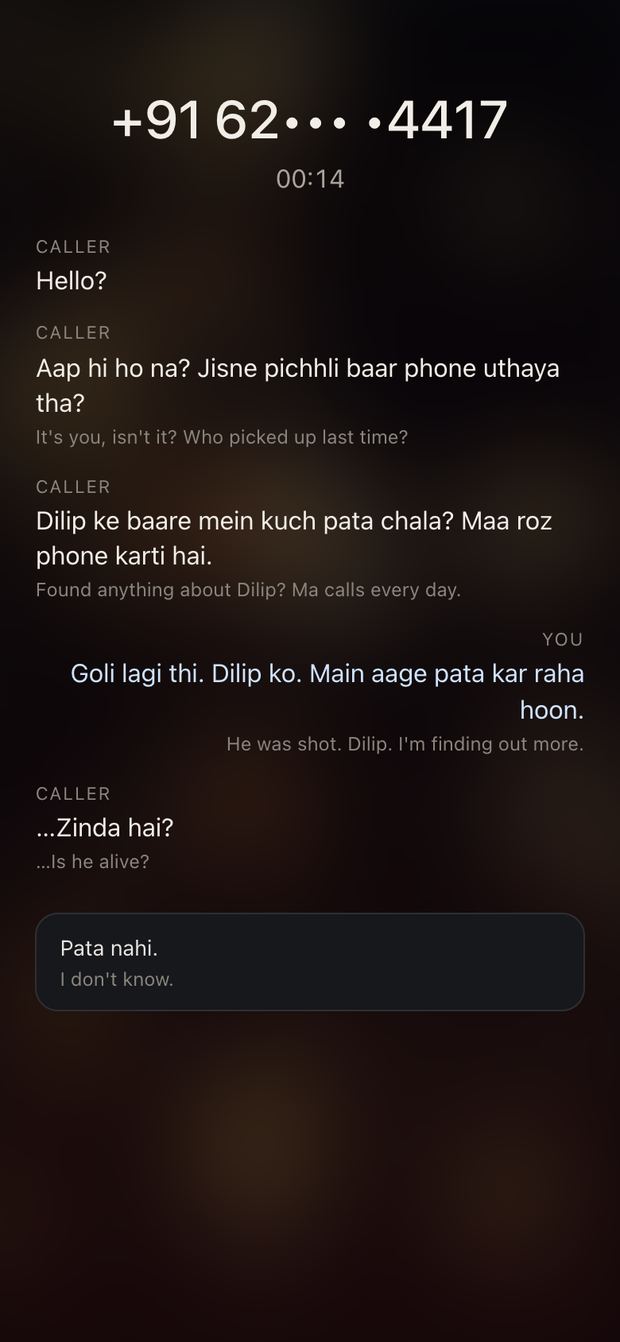 +91 62••• •4417
00:14
CALLER
Hello?
CALLER
Aap hi ho na? Jisne pichhli baar phone uthaya
tha?
It's you, isn't it? Who picked up last time?
CALLER
Dilip ke baare mein kuch pata chala? Maa roz
phone karti hai.
Found anything about Dilip? Ma calls every day.
YOU
Goli lagi thi. Dilip ko. Main aage pata kar raha
hoon.
He was shot. Dilip. I'm finding out more.
CALLER
...Zinda hai?
...Is he alive?
Pata nahi.
I don't know.